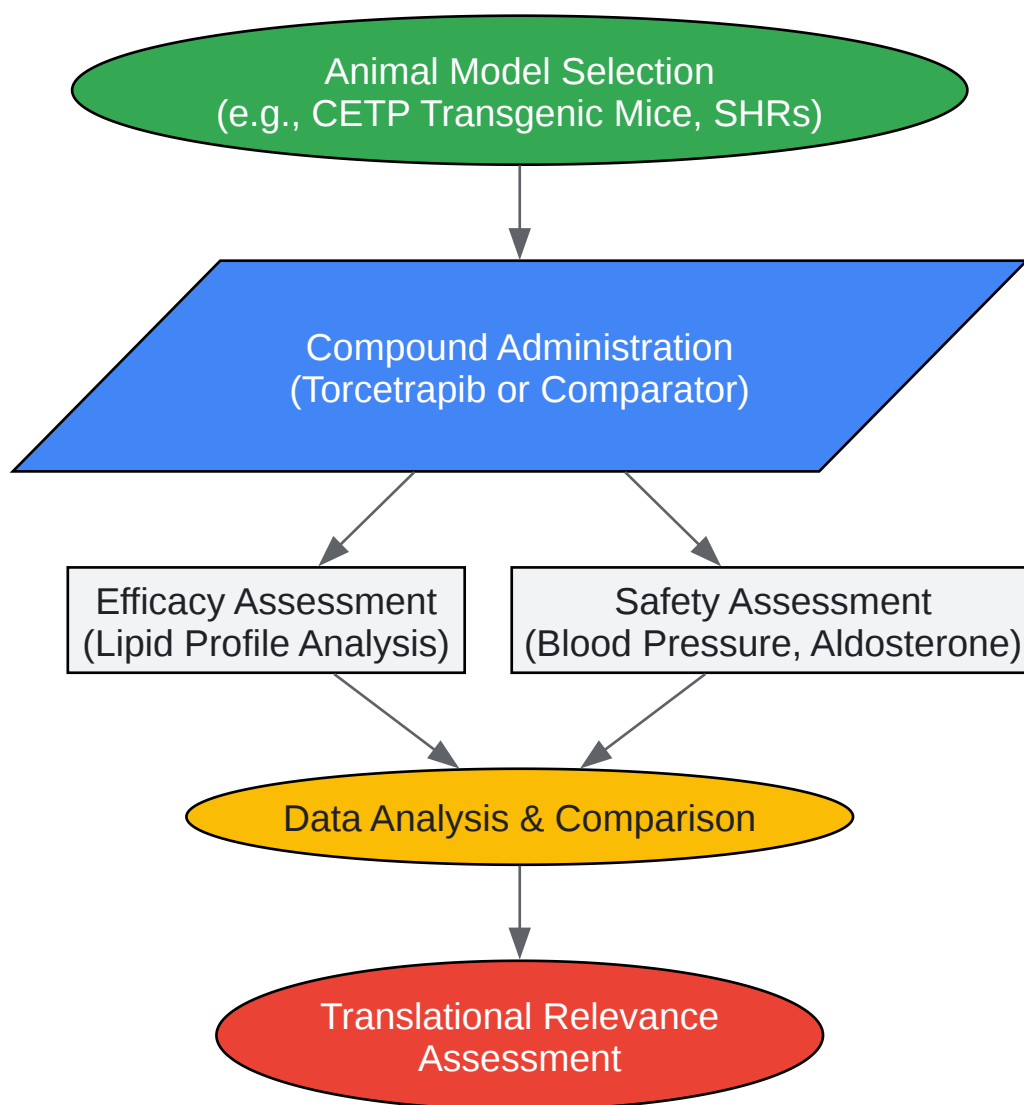 Animal Model Selection
(e.g., CETP Transgenic Mice, SHRs)
Compound Administration
(Torcetrapib or Comparator)
Efficacy Assessment
(Lipid Profile Analysis)
Safety Assessment
(Blood Pressure, Aldosterone)
Data Analysis & Comparison
Translational Relevance
Assessment